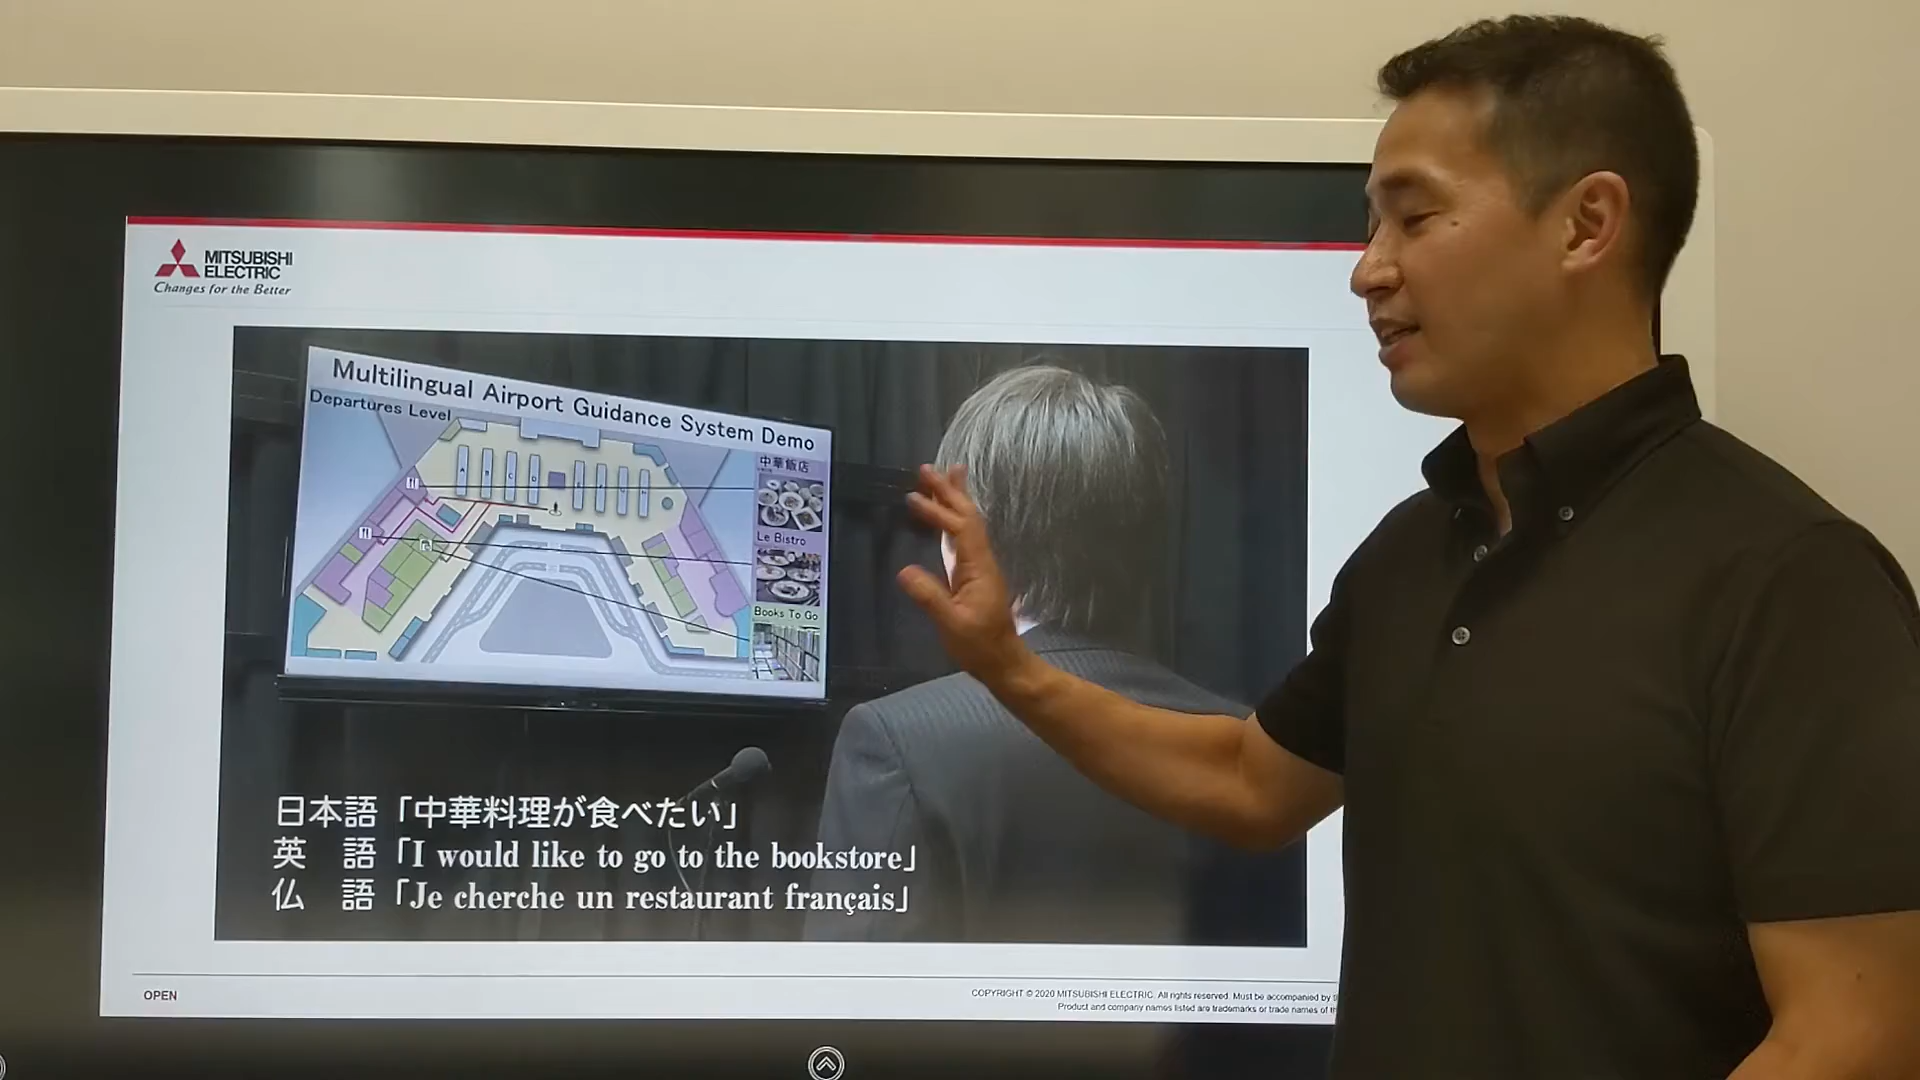 MITSUBISHI
ELECTRIC
Changes for the Better
Multilingual Airport Guidance System Demo
Departures Level
中華飯店
Le Bistro
Books To Go
日本語「中華料理が食べたい」
英　語「I would like to go to the bookstore」
仏　語「Je cherche un restaurant français」
OPEN
COPYRIGHT © 2020 MITSUBISHI ELECTRIC. All rights reserved. Must be accompanied by
Product and company names listed are trademarks or trade names of